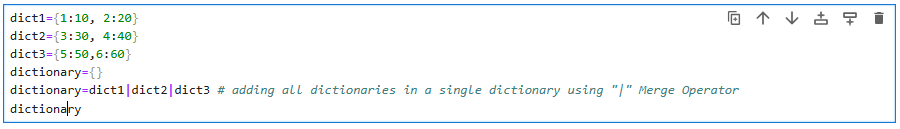 dict1={1:10, 2:20}
dict2={3:30, 4:40}
dict3={5:50,6:60}
dictionary={}
dictionary=dict1|dict2|dict3 # adding all dictionaries in a single dictionary using "|" Merge Operator
dictionary